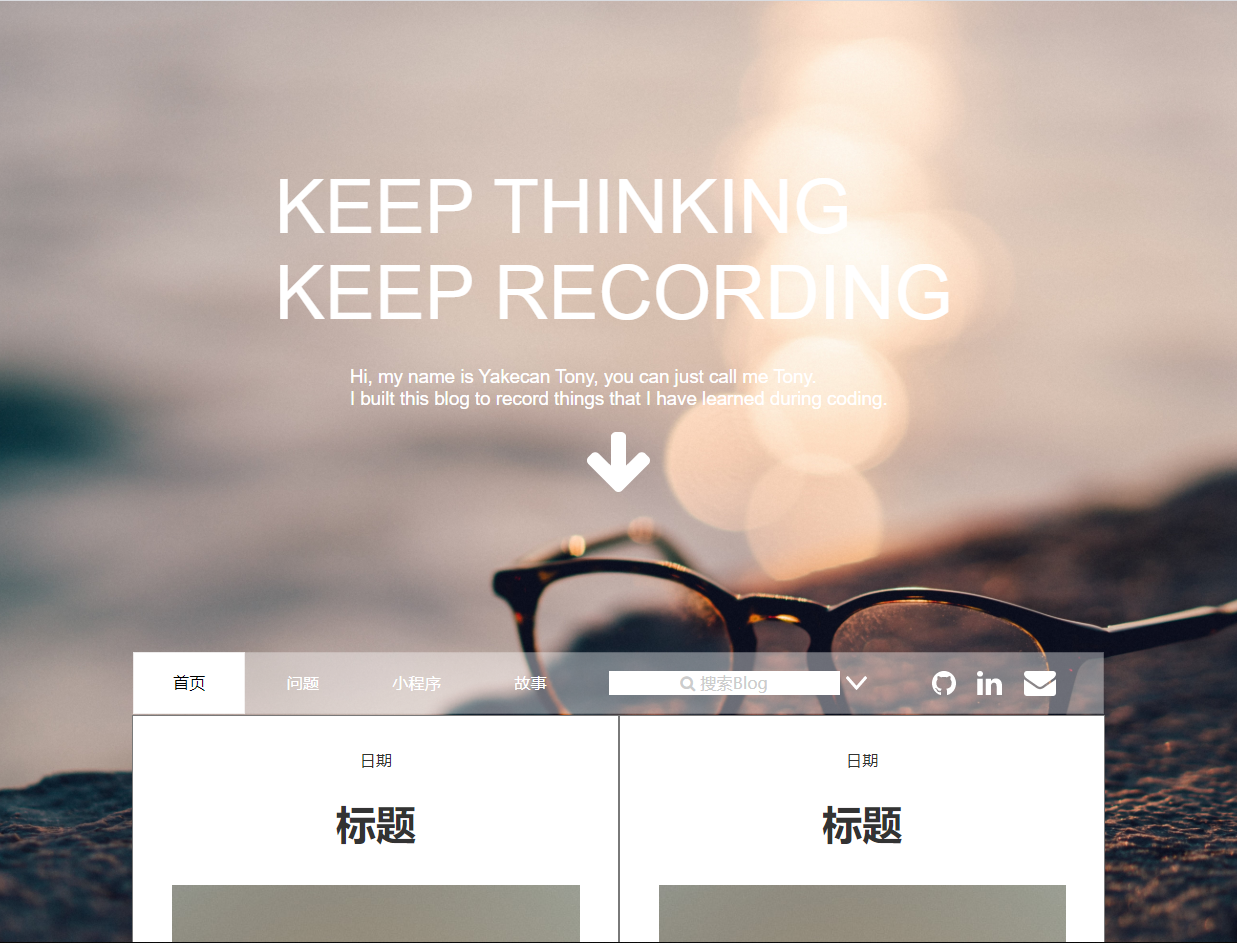 KEEP THINKING
KEEP RECORDING
Hi, my name is Yakecan Tony, you can just call me Tony.
I built this blog to record things that I have learned during coding.
首页 问题 小程序 故事 搜索Blog in
日期 日期
标题 标题